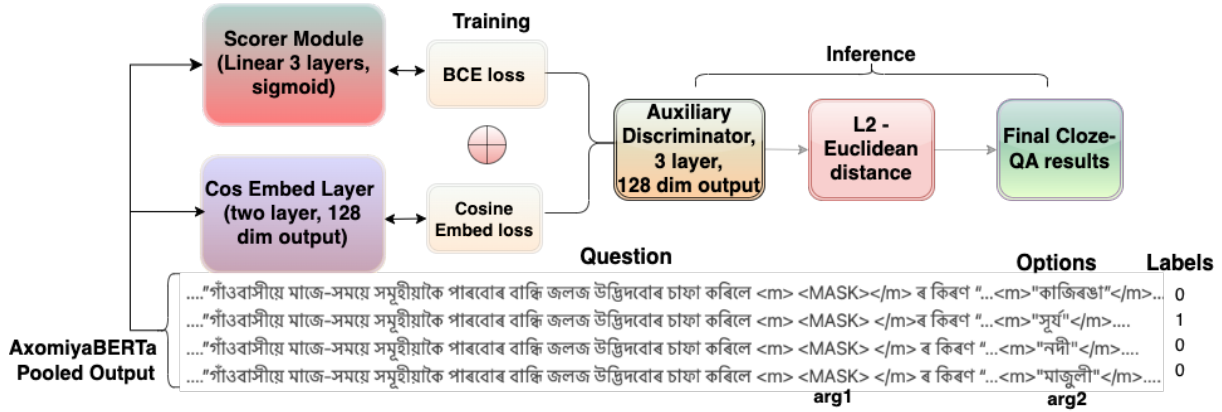 Training
Scorer Module
(Linear 3 layers,
sigmoid)
BCE loss
Cos Embed Layer
(two layer, 128
dim output)
Cosine
Embed loss
Inference
Auxiliary
Discriminator,
3 layer,
128 dim output
L2 -
Euclidean
distance
Final Cloze-
QA results
Question Options Labels
...."গাঁওবাসীয়ে মাজে-সময়ে সমূহীয়াকৈ পাৰবোৰ বান্ধি জলজ উদ্ভিদবোৰ চাফা কৰিলে <m> <MASK></m> ৰ কিৰণ “...<m>"কাজিৰঙা"</m>... 0
...."গাঁওবাসীয়ে মাজে-সময়ে সমূহীয়াকৈ পাৰবোৰ বান্ধি জলজ উদ্ভিদবোৰ চাফা কৰিলে <m> <MASK></m>ৰ কিৰণ “...<m>"সূৰ্য"</m>.... 1
...."গাঁওবাসীয়ে মাজে-সময়ে সমূহীয়াকৈ পাৰবোৰ বান্ধি জলজ উদ্ভিদবোৰ চাফা কৰিলে <m> <MASK></m> ৰ কিৰণ “...<m>"নদী"</m>.... 0
...."গাঁওবাসীয়ে মাজে-সময়ে সমূহীয়াকৈ পাৰবোৰ বান্ধি জলজ উদ্ভিদবোৰ চাফা কৰিলে <m> <MASK></m> ৰ কিৰণ “...<m>"মাজুলী"</m>.... 0
arg1 arg2
AxomiyaBERTa
Pooled Output